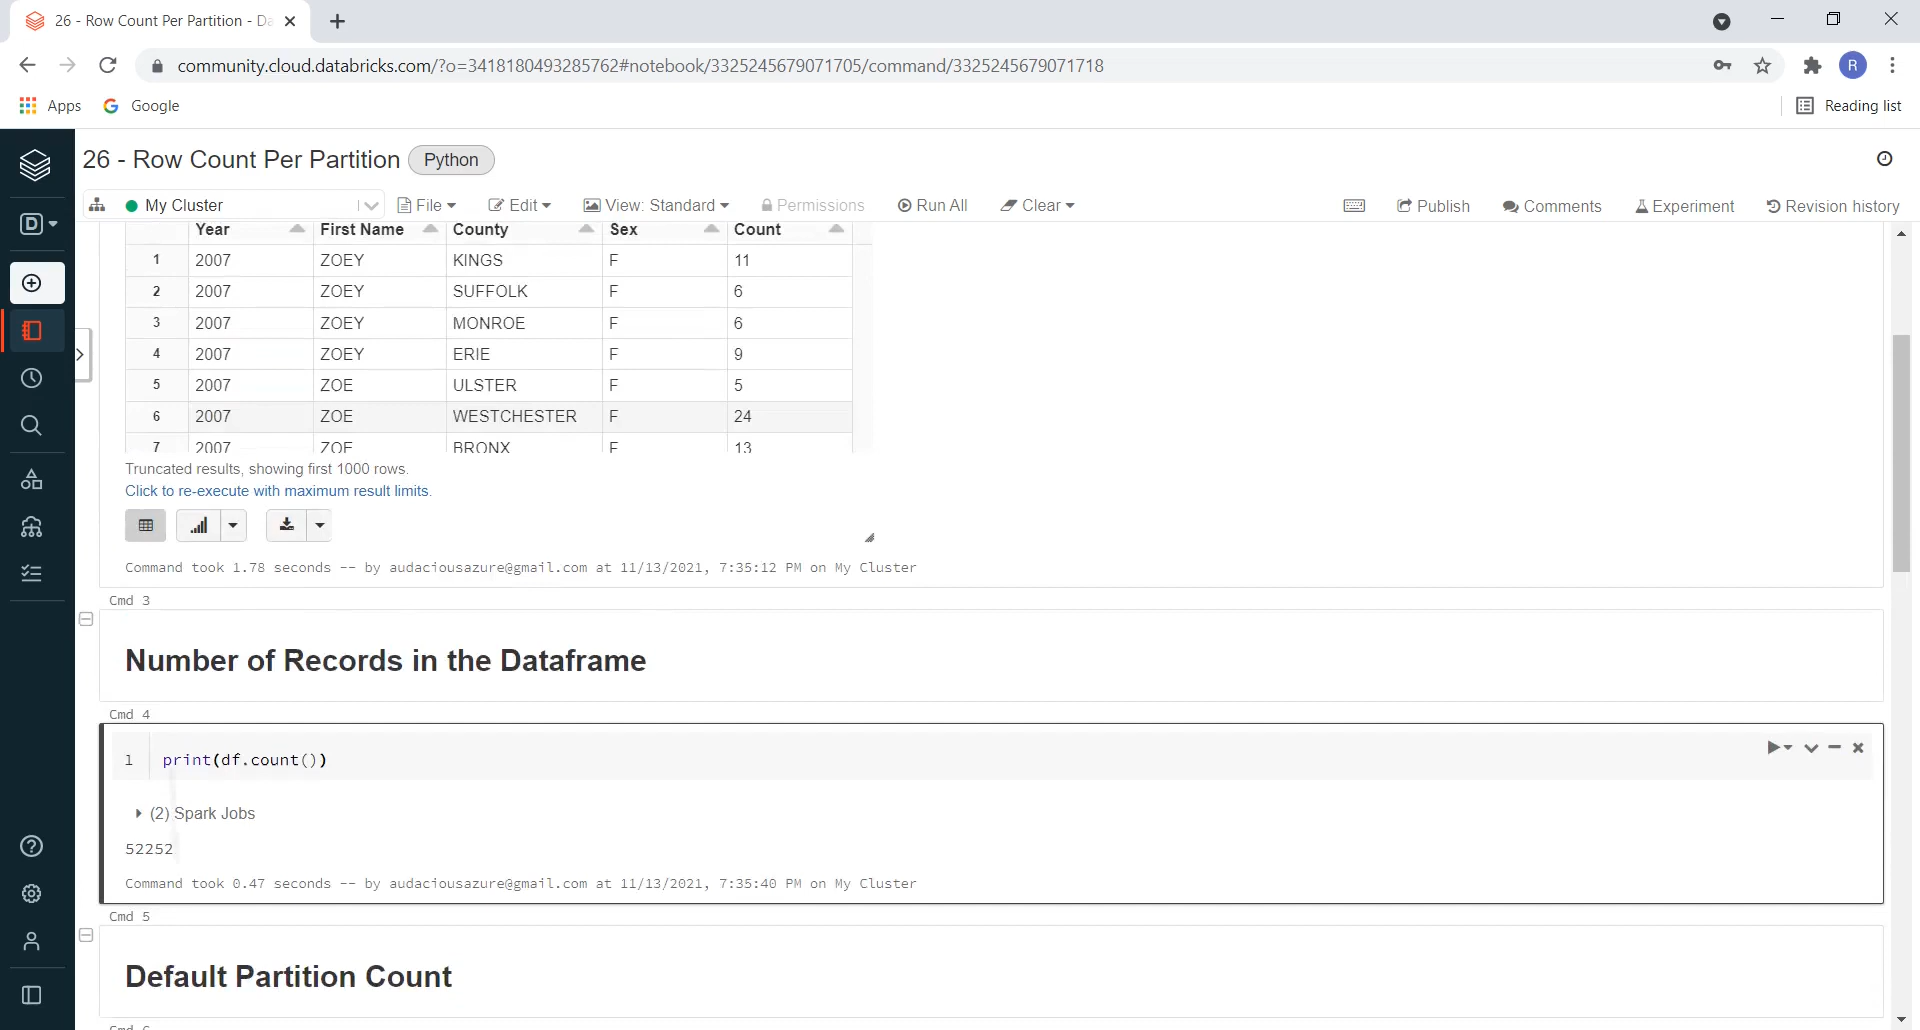 26 - Row Count Per Partition - Da
community.cloud.databricks.com/?o=3418180493285762#notebook/3325245679071705/command/3325245679071718
R
Apps
Google
Reading list
26 - Row Count Per Partition
Python
My Cluster
File
Edit
View: Standard
Permissions
Run All
Clear
Publish
Comments
Experiment
Revision history
D
Year First Name County Sex Count
1 2007 ZOEY KINGS F 11
2 2007 ZOEY SUFFOLK F 6
3 2007 ZOEY MONROE F 6
4 2007 ZOEY ERIE F 9
5 2007 ZOE ULSTER F 5
6 2007 ZOE WESTCHESTER F 24
7 2007 ZOE BRONX F 13
Truncated results, showing first 1000 rows.
Click to re-execute with maximum result limits.
Command took 1.78 seconds -- by audaciousazure@gmail.com at 11/13/2021, 7:35:12 PM on My Cluster
Cmd 3
Number of Records in the Dataframe
Cmd 4
1 print(df.count())
(2) Spark Jobs
52252
Command took 0.47 seconds -- by audaciousazure@gmail.com at 11/13/2021, 7:35:40 PM on My Cluster
Cmd 5
Default Partition Count